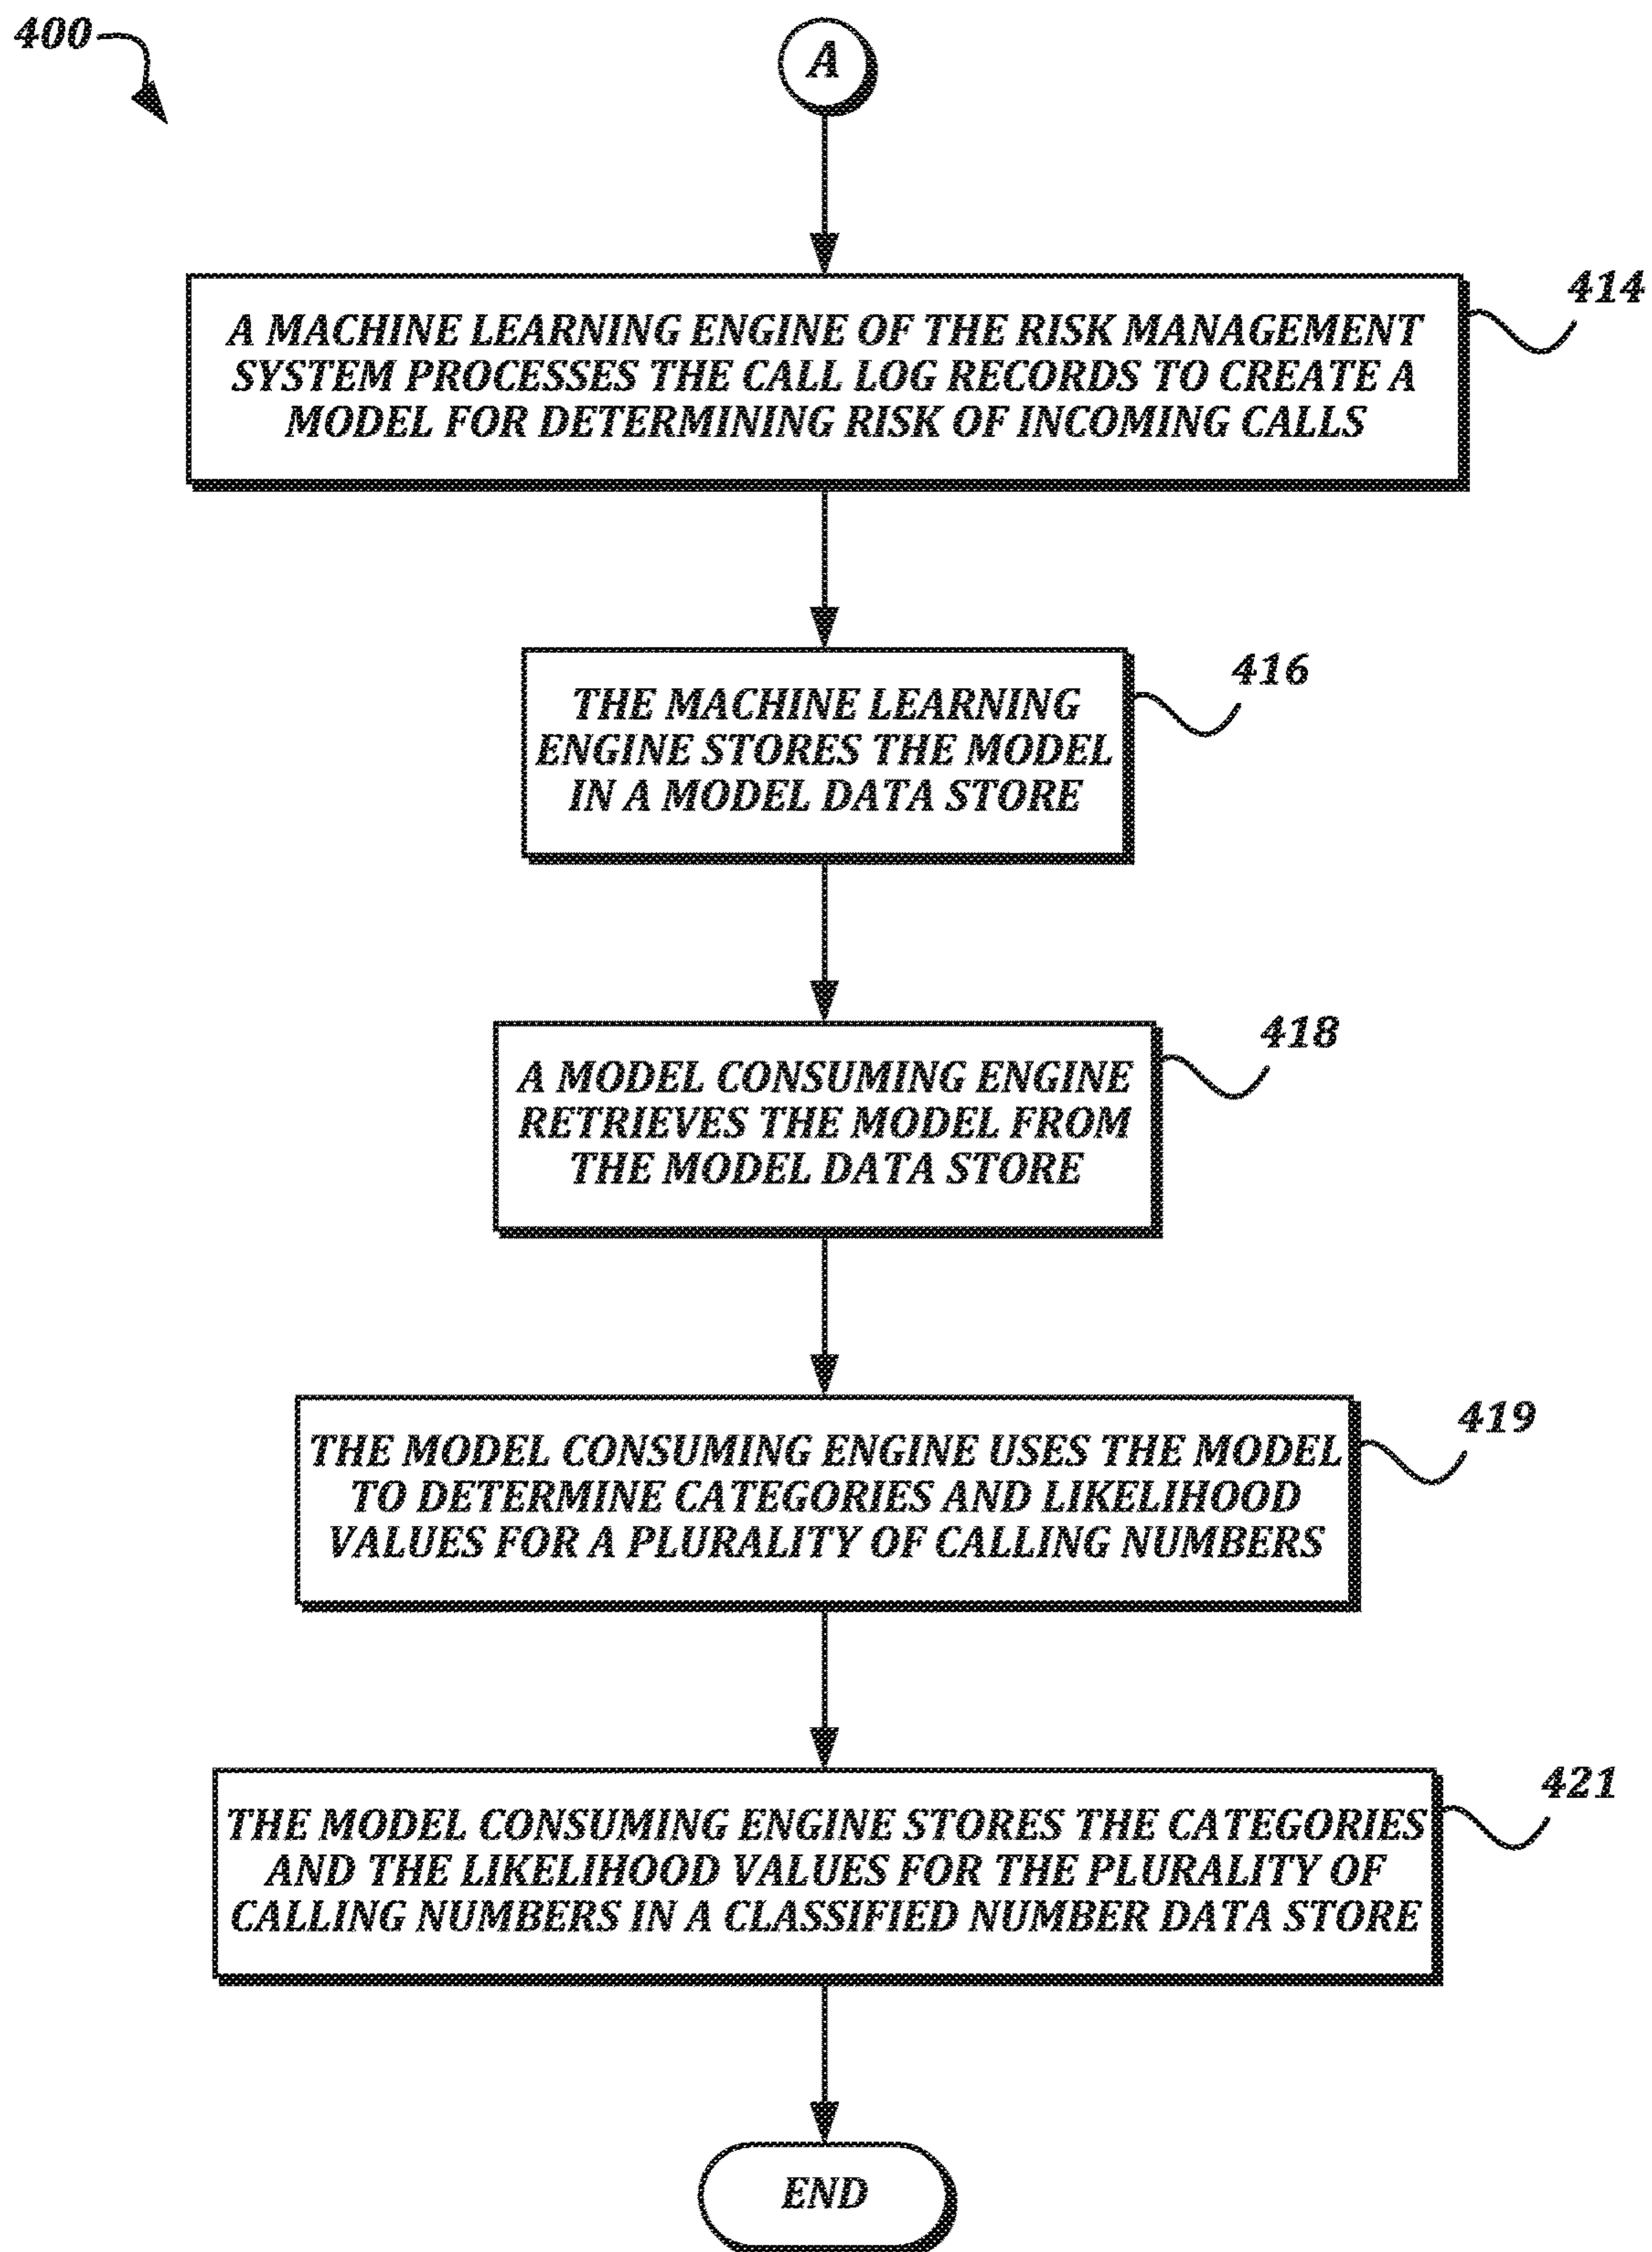 400
A
A MACHINE LEARNING ENGINE OF THE RISK MANAGEMENT
SYSTEM PROCESSES THE CALL LOG RECORDS TO CREATE A
MODEL FOR DETERMINING RISK OF INCOMING CALLS
414
THE MACHINE LEARNING
ENGINE STORES THE MODEL
IN A MODEL DATA STORE
416
A MODEL CONSUMING ENGINE
RETRIEVES THE MODEL FROM
THE MODEL DATA STORE
418
THE MODEL CONSUMING ENGINE USES THE MODEL
TO DETERMINE CATEGORIES AND LIKELIHOOD
VALUES FOR A PLURALITY OF CALLING NUMBERS
419
THE MODEL CONSUMING ENGINE STORES THE CATEGORIES
AND THE LIKELIHOOD VALUES FOR THE PLURALITY OF
CALLING NUMBERS IN A CLASSIFIED NUMBER DATA STORE
421
END